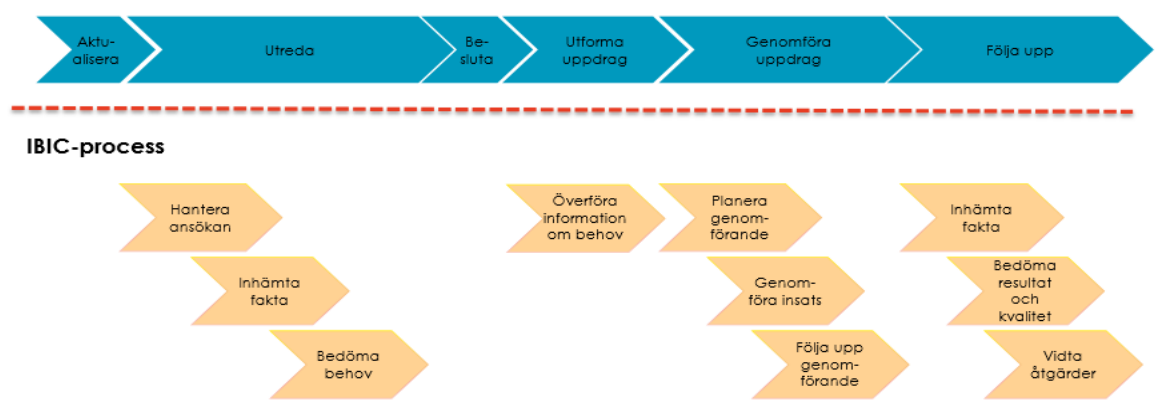 Aktu-
alisera
Utreda
Be-
sluta
Utforma
uppdrag
Genomföra
uppdrag
Följa upp
IBIC-process
Hantera
ansökan
Inhämta
fakta
Bedöma
behov
Överföra
information
om behov
Planera
genom-
förande
Genom-
föra insats
Följa upp
genom-
förande
Inhämta
fakta
Bedöma
resultat
och
kvalitet
Vidta
åtgärder